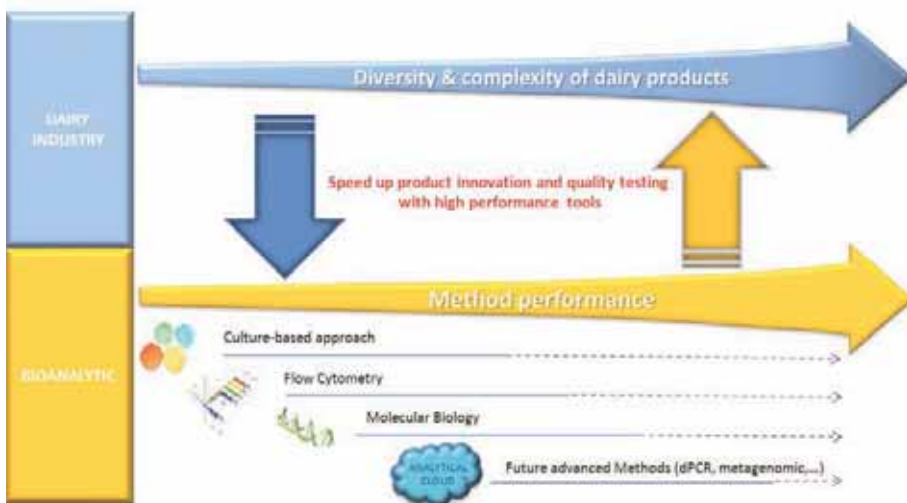 Diversity & complexity of dairy products
DAIRY
INDUSTRY
Speed up product innovation and quality testing
with high performance tools
Method performance
BIOANALYTIC
Culture-based approach
Flow Cytometry
Molecular Biology
ANALYTICAL
CLOUD
Future advanced Methods (dPCR, metagenomic,...)